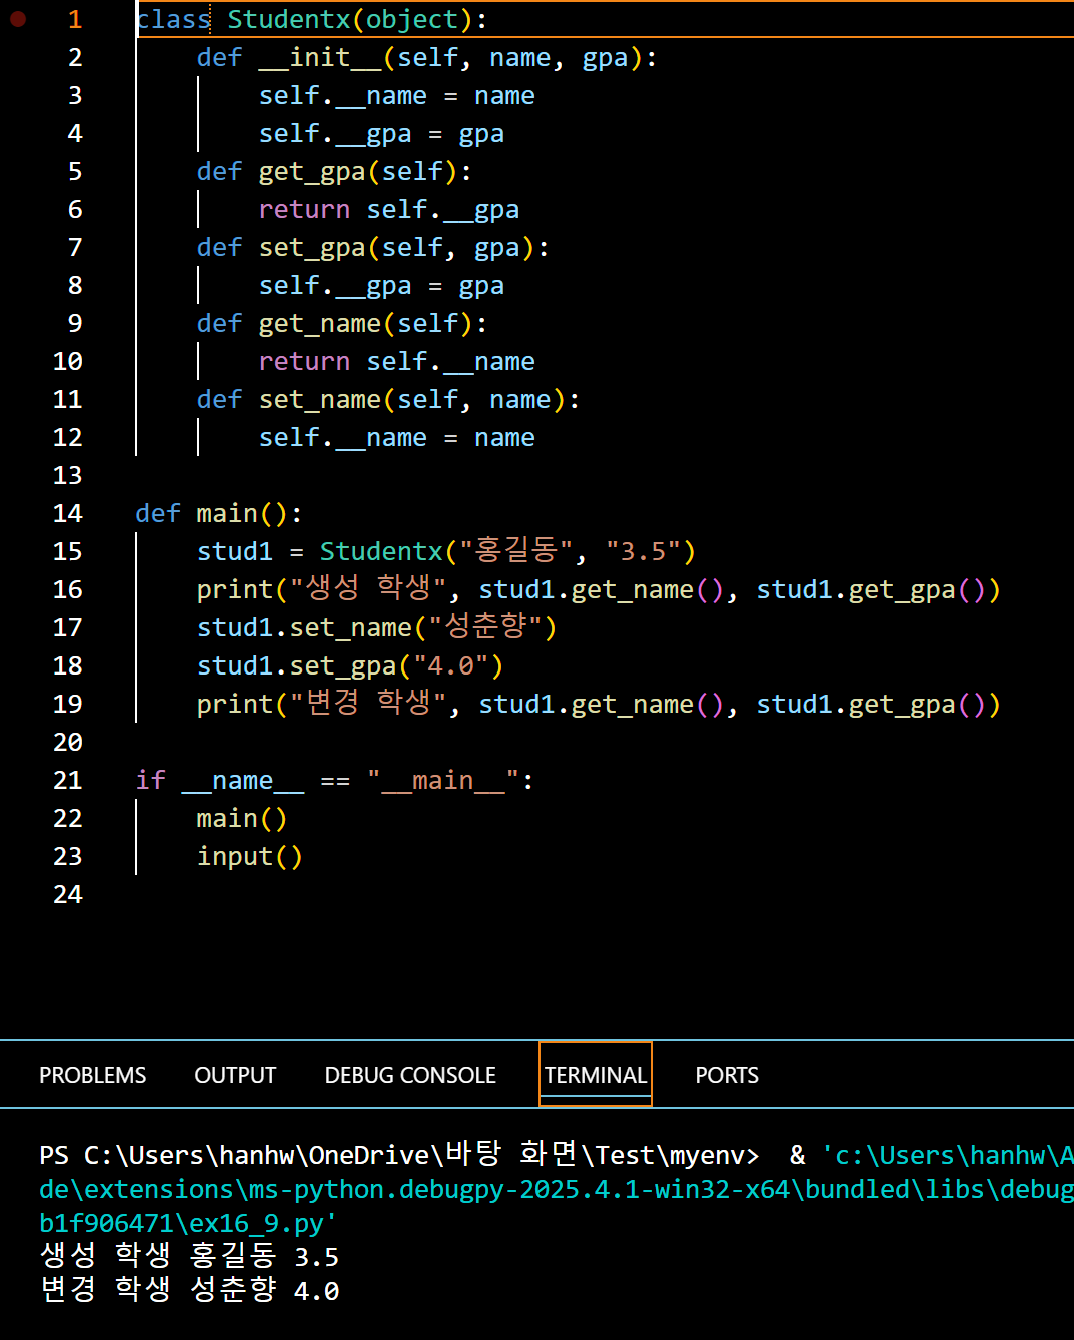 1 class Studentx(object):
2     def __init__(self, name, gpa):
3         self.__name = name
4         self.__gpa = gpa
5     def get_gpa(self):
6         return self.__gpa
7     def set_gpa(self, gpa):
8         self.__gpa = gpa
9     def get_name(self):
10         return self.__name
11     def set_name(self, name):
12         self.__name = name
13
14 def main():
15     stud1 = Studentx("홍길동", "3.5")
16     print("생성 학생", stud1.get_name(), stud1.get_gpa())
17     stud1.set_name("성춘향")
18     stud1.set_gpa("4.0")
19     print("변경 학생", stud1.get_name(), stud1.get_gpa())
20
21 if __name__ == "__main__":
22     main()
23     input()
24
PROBLEMS OUTPUT DEBUG CONSOLE TERMINAL PORTS
PS C:\Users\hanhw\OneDrive\바탕 화면\Test\myenv>  & 'c:\Users\hanhw\A
de\extensions\ms-python.debugpy-2025.4.1-win32-x64\bundled\libs\debug
b1f906471\ex16_9.py'
생성 학생 홍길동 3.5
변경 학생 성춘향 4.0